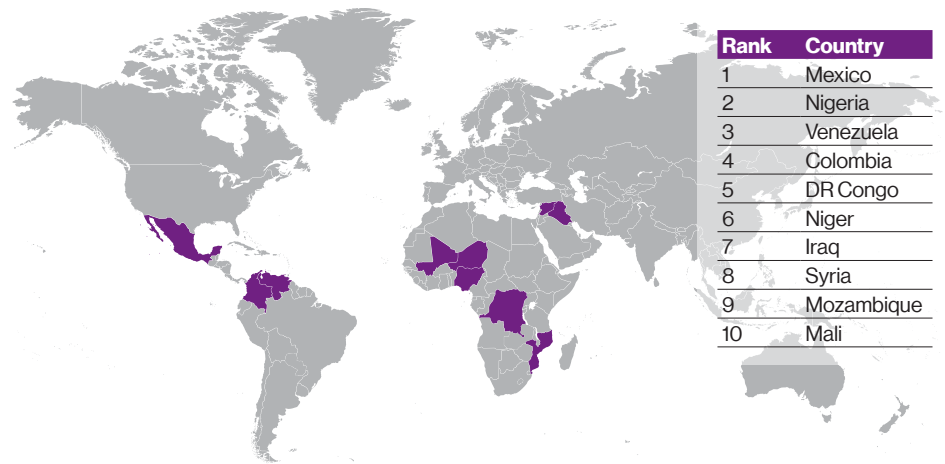 Rank Country
1 Mexico
2 Nigeria
3 Venezuela
4 Colombia
5 DR Congo
6 Niger
7 Iraq
8 Syria
9 Mozambique
10 Mali